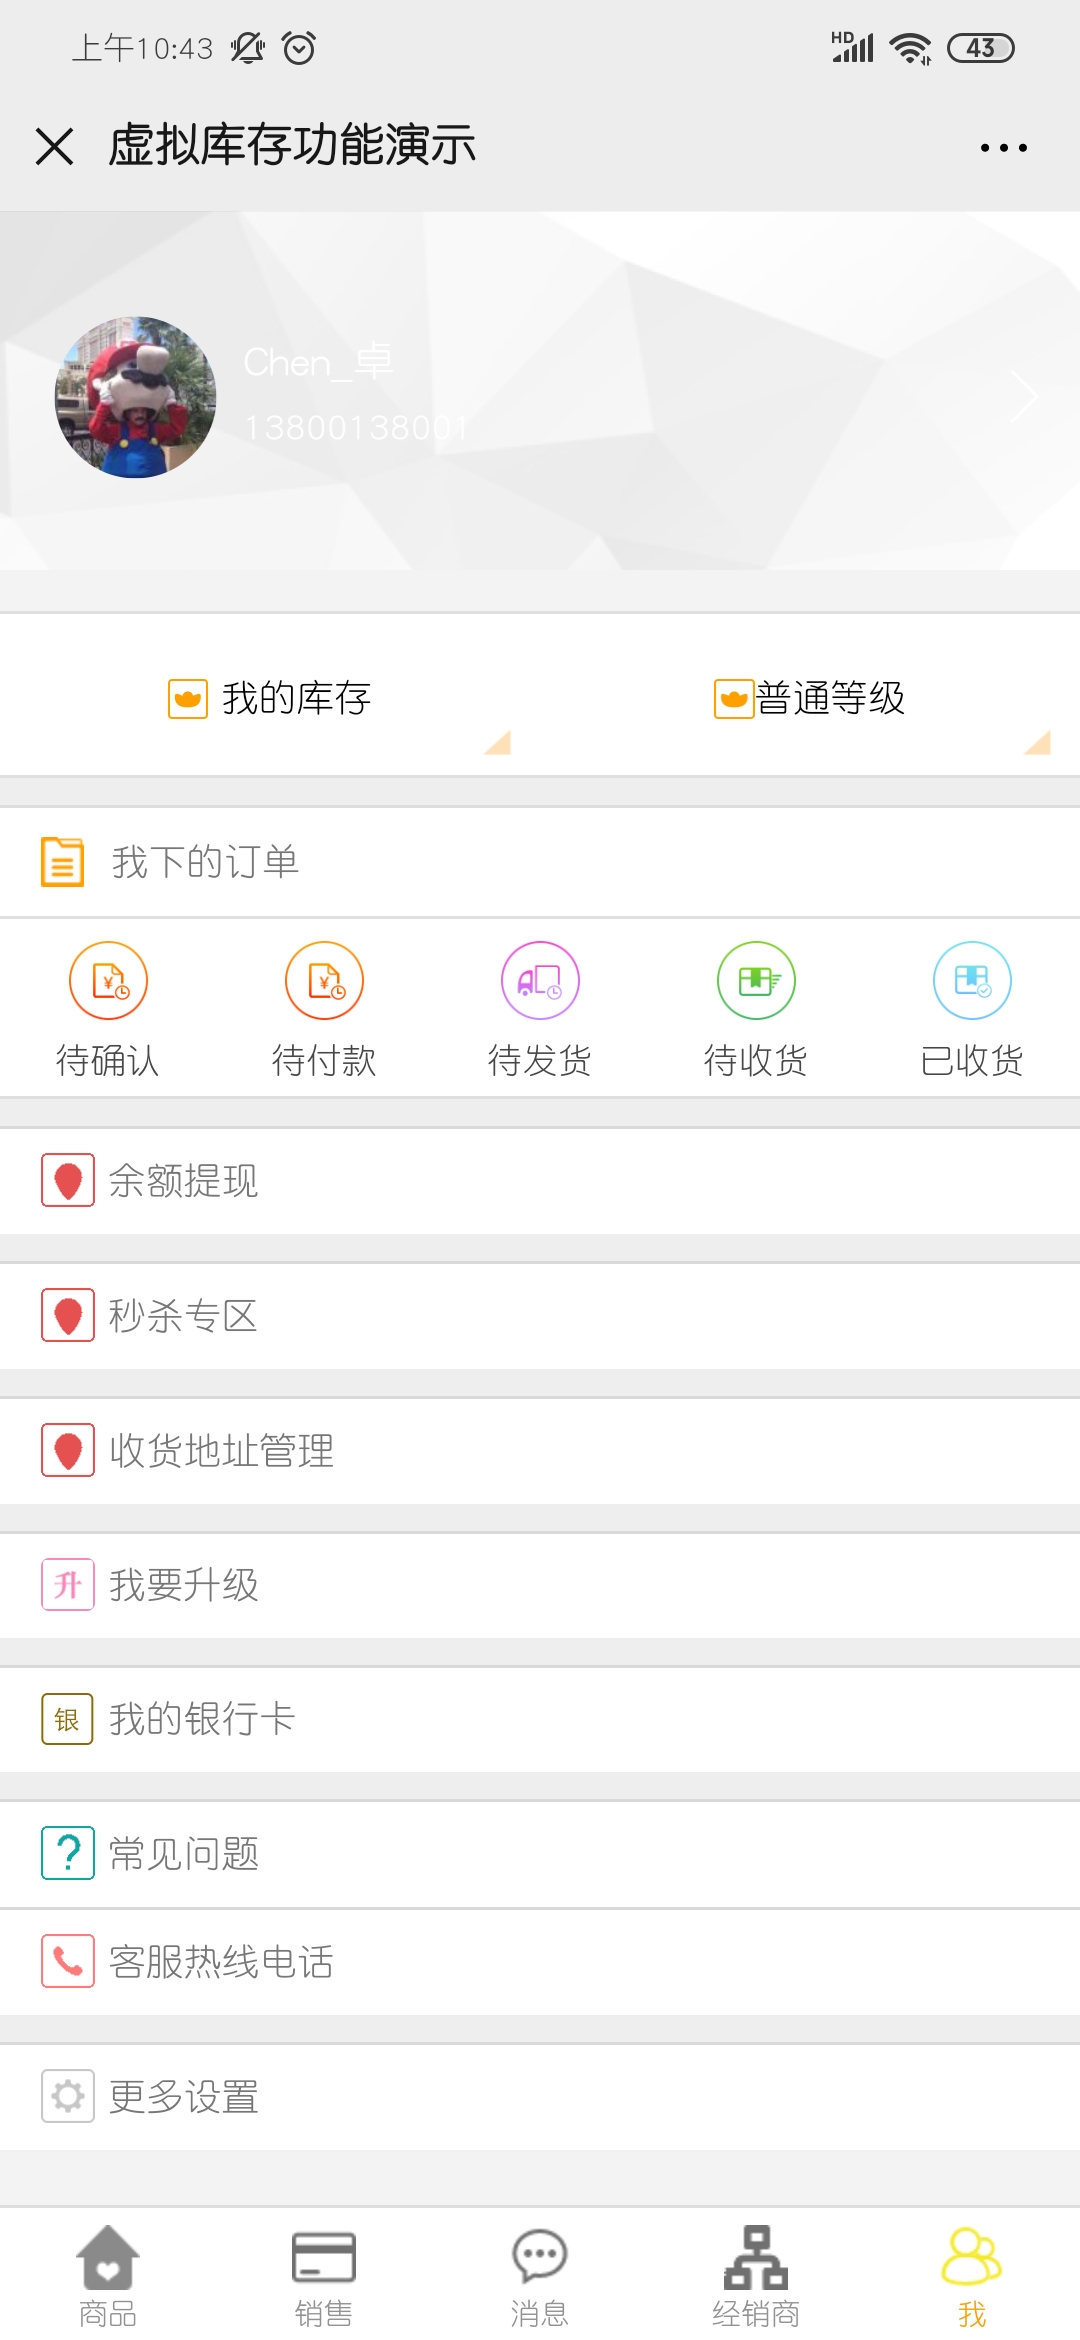 上午10:43
HD
43
虚拟库存功能演示
Chen_卓
13800138001
我的库存
普通等级
我下的订单
待确认
待付款
待发货
待收货
已收货
余额提现
秒杀专区
收货地址管理
升 我要升级
银 我的银行卡
? 常见问题
客服热线电话
更多设置
商品
销售
消息
经销商
我